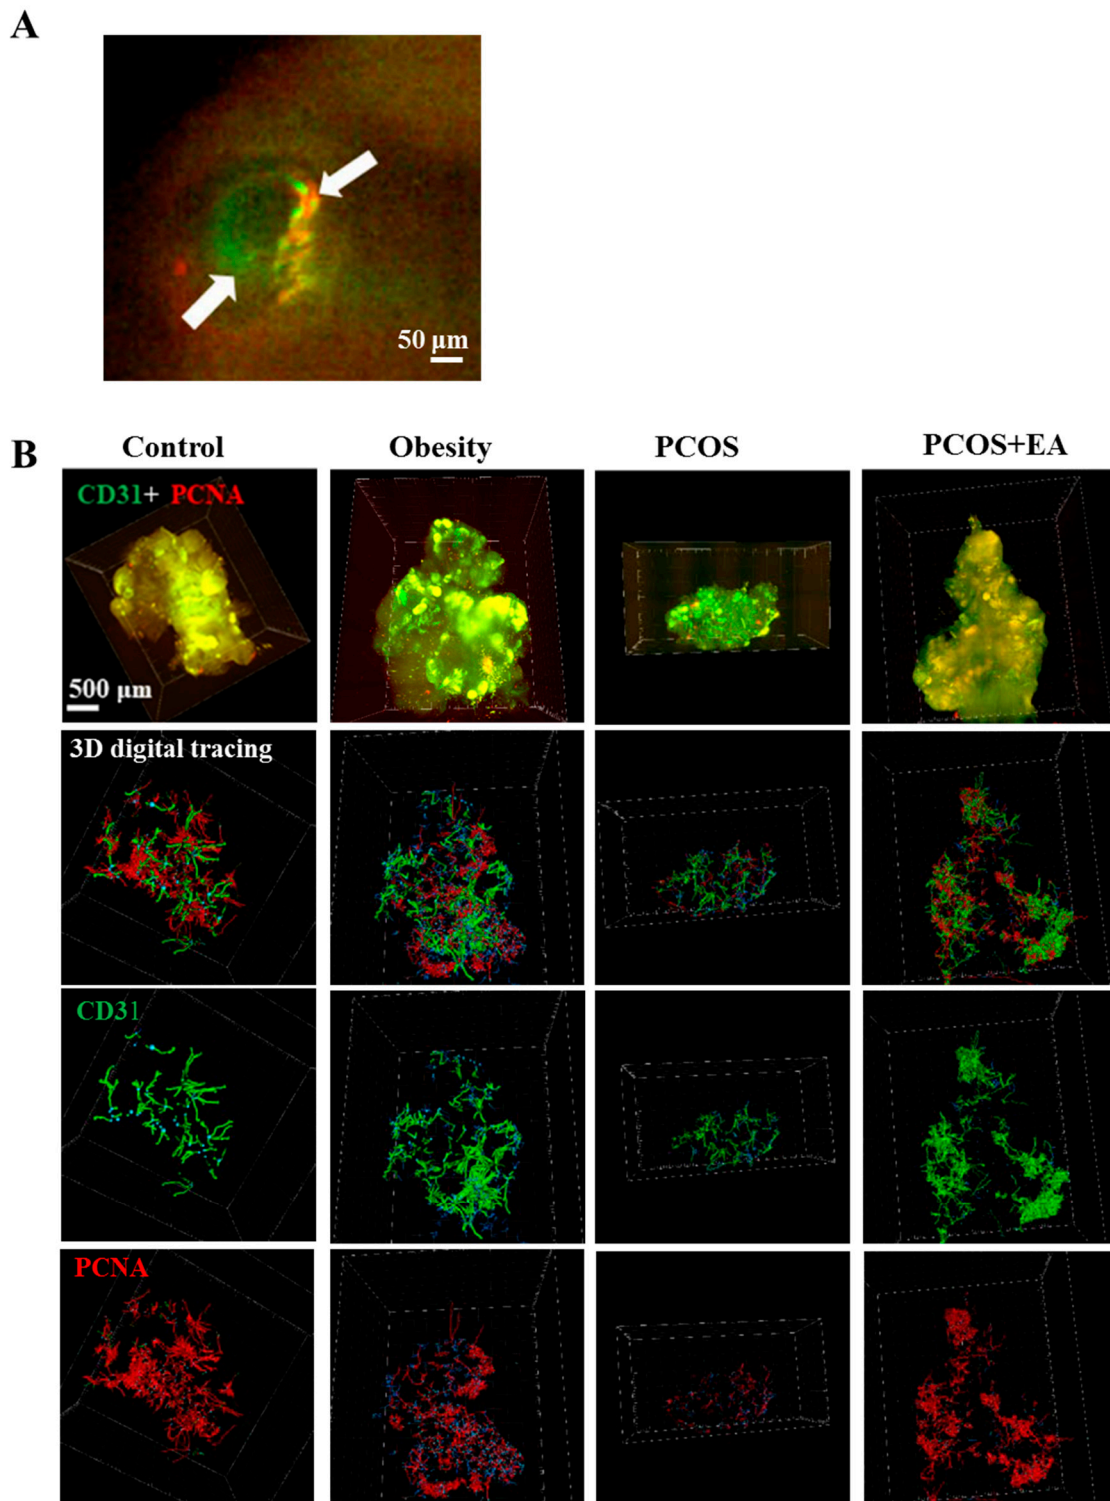 A
50 µm
B
Control
Obesity
PCOS
PCOS+EA
CD31+ PCNA
500 µm
3D digital tracing
CD31
PCNA